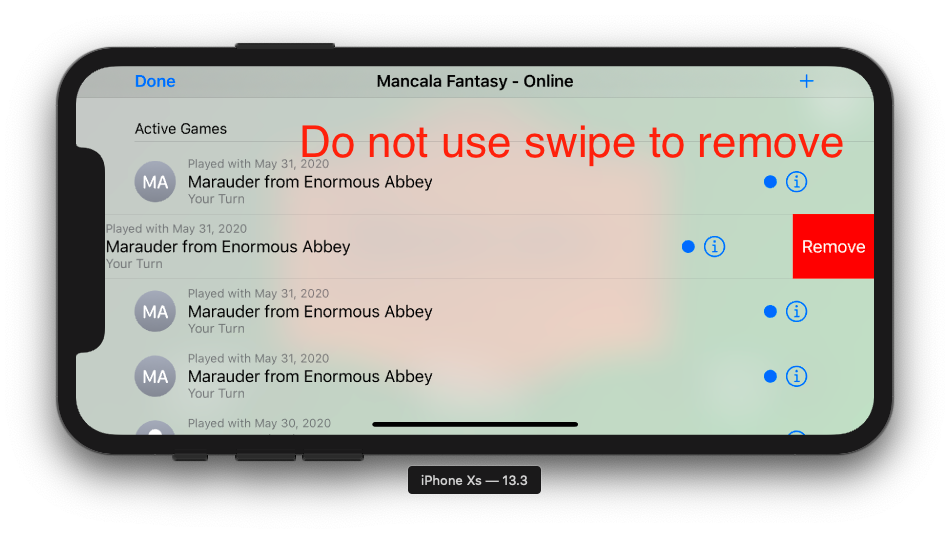 Done Mancala Fantasy - Online +
Active Games
Do not use swipe to remove
Played with May 31, 2020
MA Marauder from Enormous Abbey
Your Turn
Played with May 31, 2020
Marauder from Enormous Abbey Remove
Your Turn
Played with May 31, 2020
MA Marauder from Enormous Abbey
Your Turn
Played with May 31, 2020
MA Marauder from Enormous Abbey
Your Turn
Played with May 30, 2020
iPhone Xs — 13.3